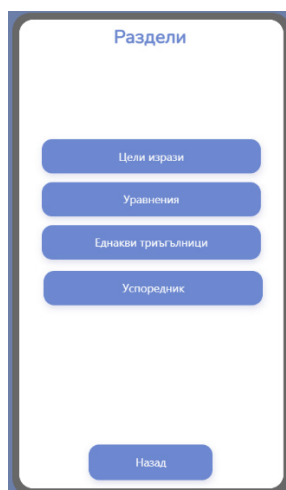 Раздели
Цели изрази
Уравнения
Еднакви триъгълници
Успоредник
Назад